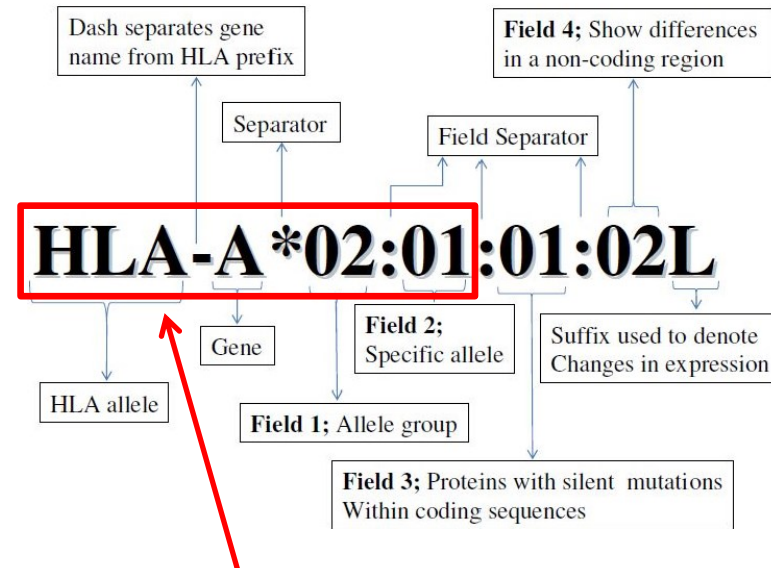 Dash separates gene
name from HLA prefix
Field 4; Show differences
in a non-coding region
Separator
Field Separator
HLA-A*02:01:01:02L
Gene
Field 2;
Specific allele
Suffix used to denote
Changes in expression
HLA allele
Field 1; Allele group
Field 3; Proteins with silent mutations
Within coding sequences